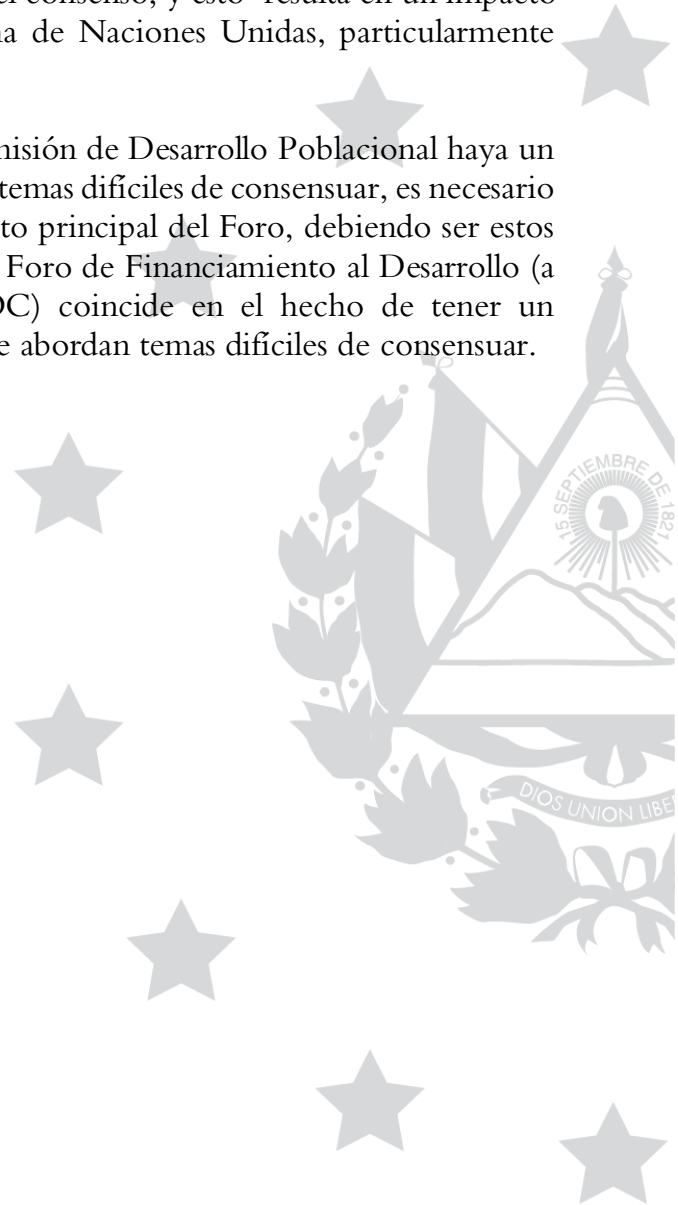 el consenso, y esto resulta en un impacto
na de Naciones Unidas, particularmente
misión de Desarrollo Poblacional haya un
temas difíciles de consensuar, es necesario
to principal del Foro, debiendo ser estos
Foro de Financiamiento al Desarrollo (a
OC) coincide en el hecho de tener un
e abordan temas difíciles de consensuar.
15 SEPTIEMBRE DE 1821
DIOS UNION LIBE